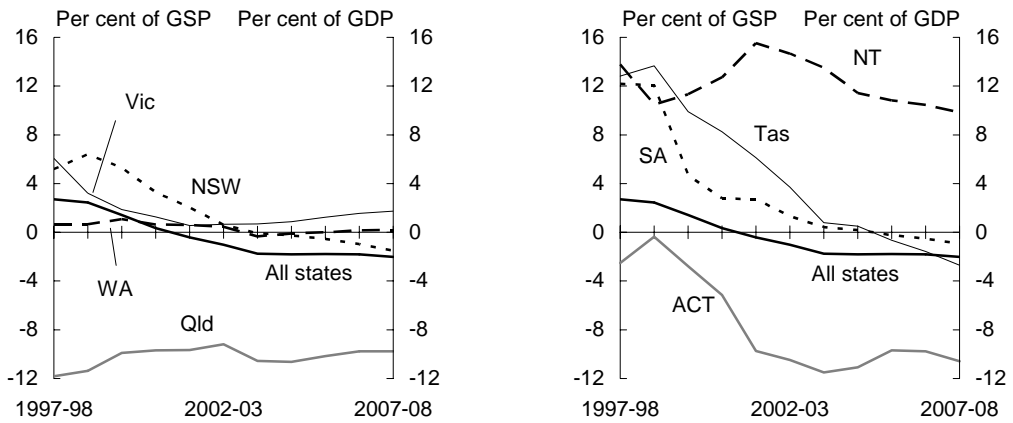 Per cent of GSP Per cent of GDP
16 16
12 12
Vic
8 8
4 4
NSW
0 0
All states
WA
-4 -4
Qld
-8 -8
-12 -12
1997-98 2002-03 2007-08
Per cent of GSP Per cent of GDP
16 16
NT
12 12
8 8
Tas
SA
4 4
0 0
All states
-4 -4
ACT
-8 -8
-12 -12
1997-98 2002-03 2007-08